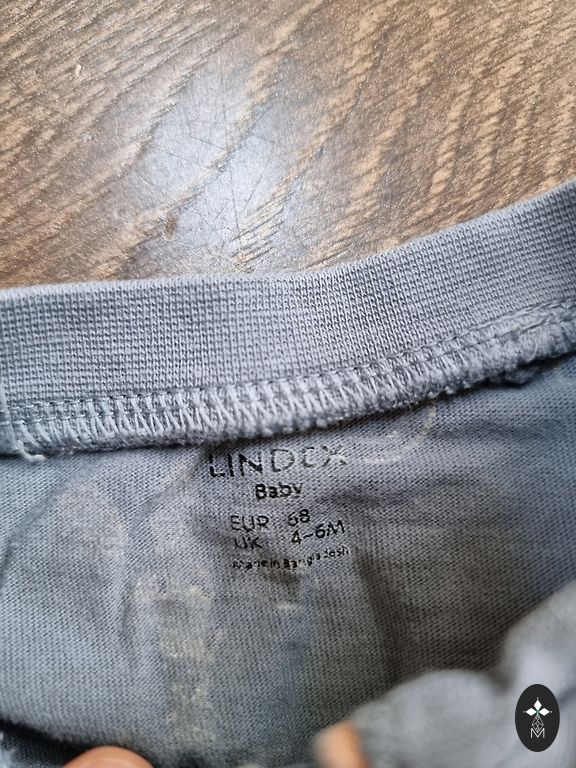 LINDEX
Baby
EUR 68
UK 4-6M
Made in Bangladesh
M